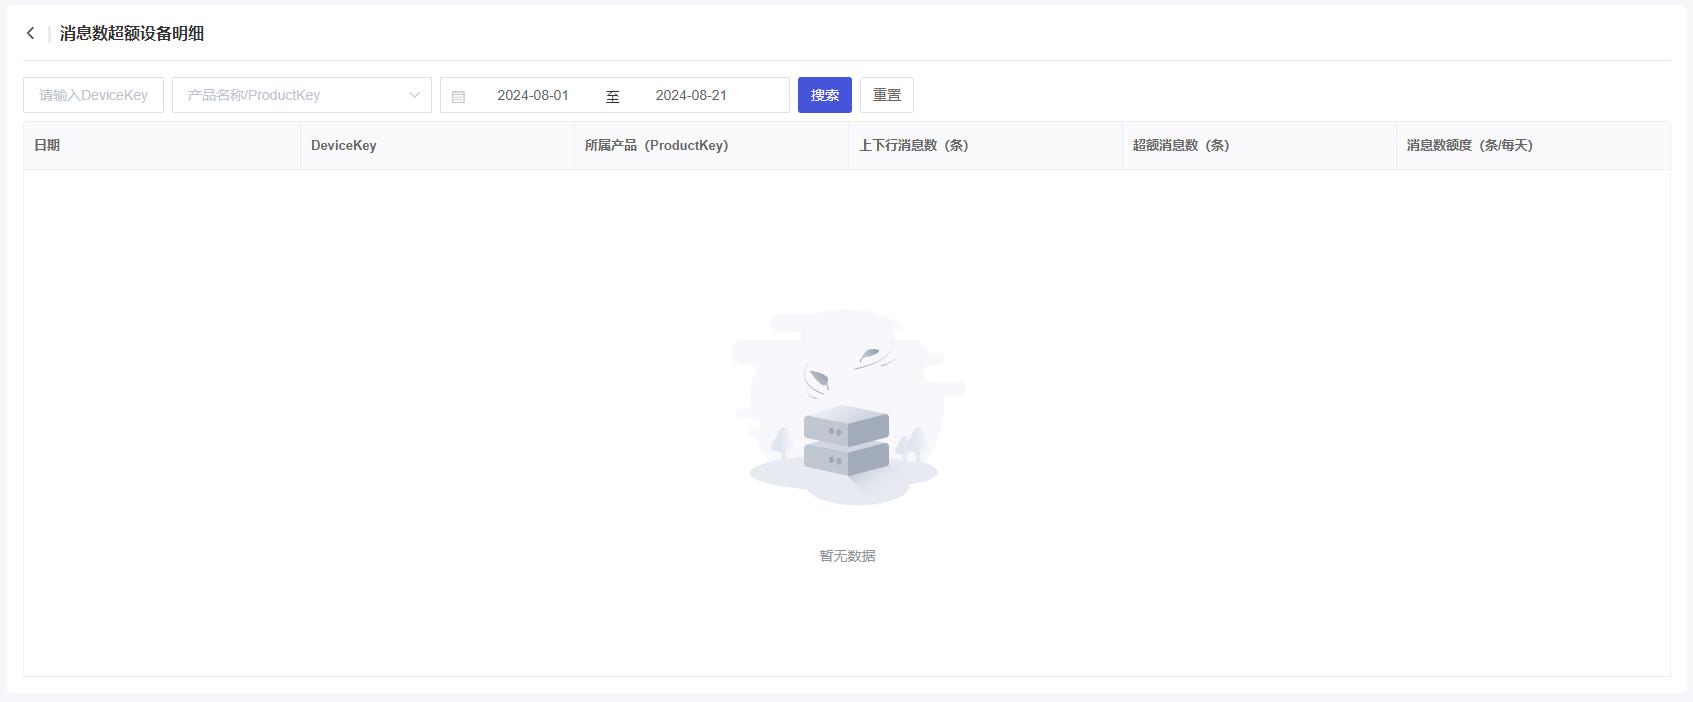 消息数超额设备明细
请输入DeviceKey 产品名称/ProductKey 2024-08-01 至 2024-08-21 搜索 重置
日期 DeviceKey 所属产品（ProductKey） 上下行消息数（条） 超额消息数（条） 消息数额度（条/每天）
暂无数据